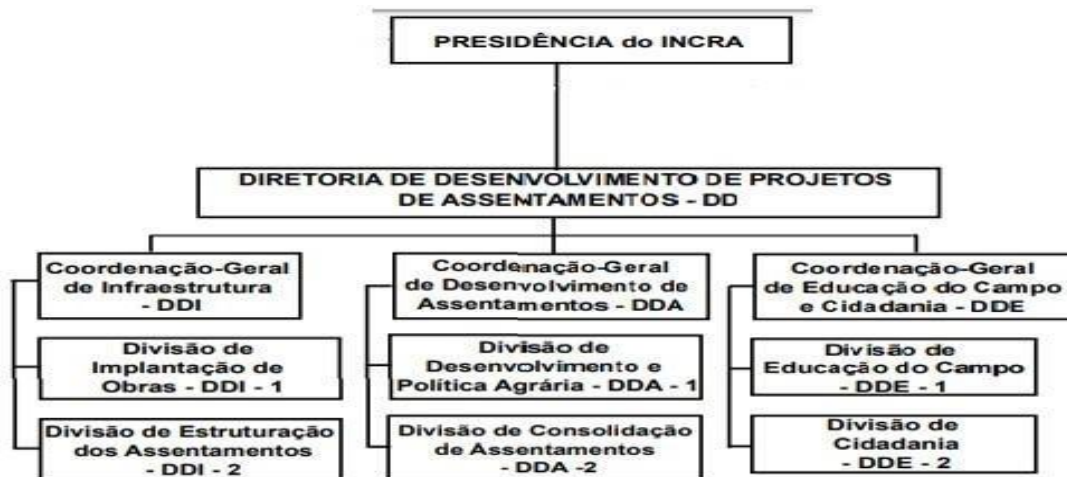 PRESIDÊNCIA do INCRA
DIRETORIA DE DESENVOLVIMENTO DE PROJETOS
DE ASSENTAMENTOS - DD
Coordenação-Geral
de Infraestrutura
- DDI
Divisão de
Implantação de
Obras - DDI - 1
Divisão de Estruturação
dos Assentamentos
- DDI - 2
Coordenação-Geral
de Desenvolvimento de
Assentamentos - DDA
Divisão de
Desenvolvimento e
Política Agrária - DDA - 1
Divisão de Consolidação
de Assentamentos
- DDA -2
Coordenação-Geral
de Educação do Campo
e Cidadania - DDE
Divisão de
Educação do Campo
- DDE - 1
Divisão de
Cidadania
- DDE - 2